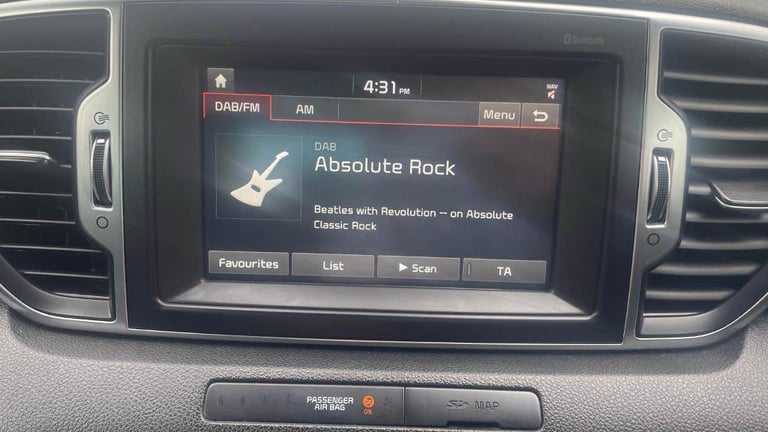 Bluetooth
4:31 PM
NAV
DAB/FM
AM
Menu
DAB
Absolute Rock
Beatles with Revolution -- on Absolute
Classic Rock
Favourites
List
Scan
TA
PASSENGER
AIR BAG
ON
MAP